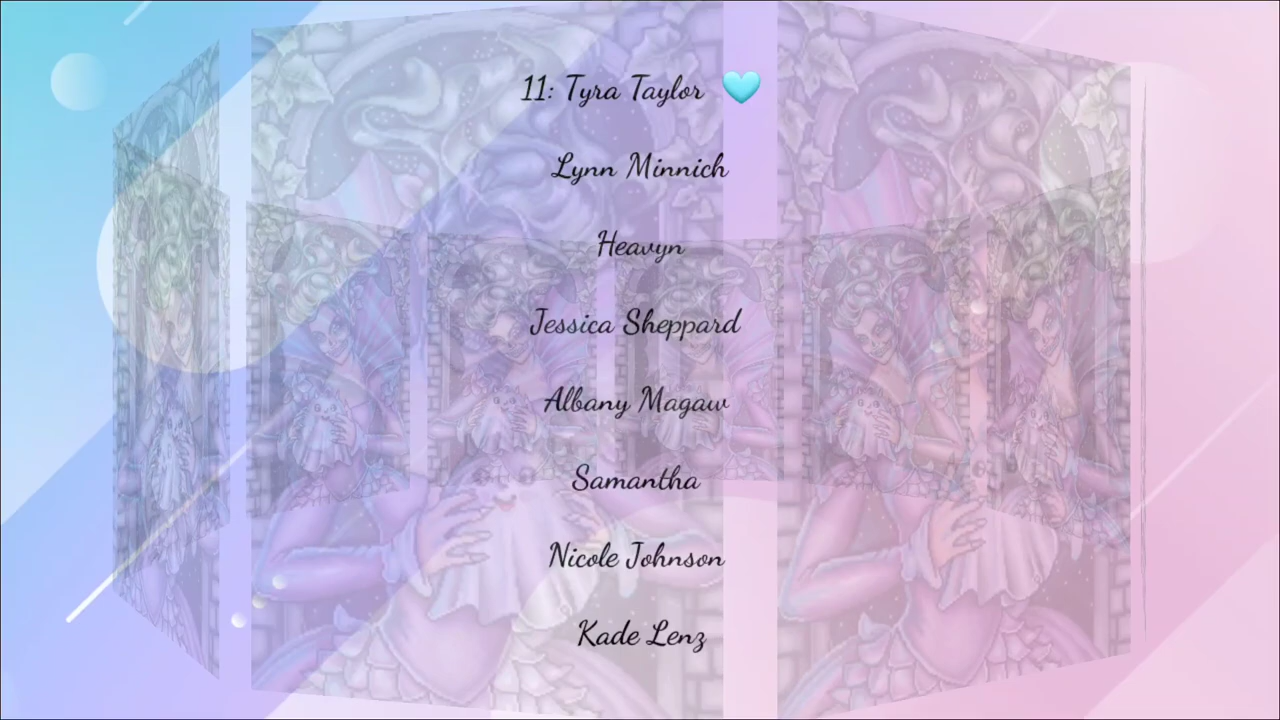 11: Tyra Taylor 🩵
Lynn Minnich
Heavyn
Jessica Sheppard
Albany Magaw
Samantha
Nicole Johnson
Kade Lenz